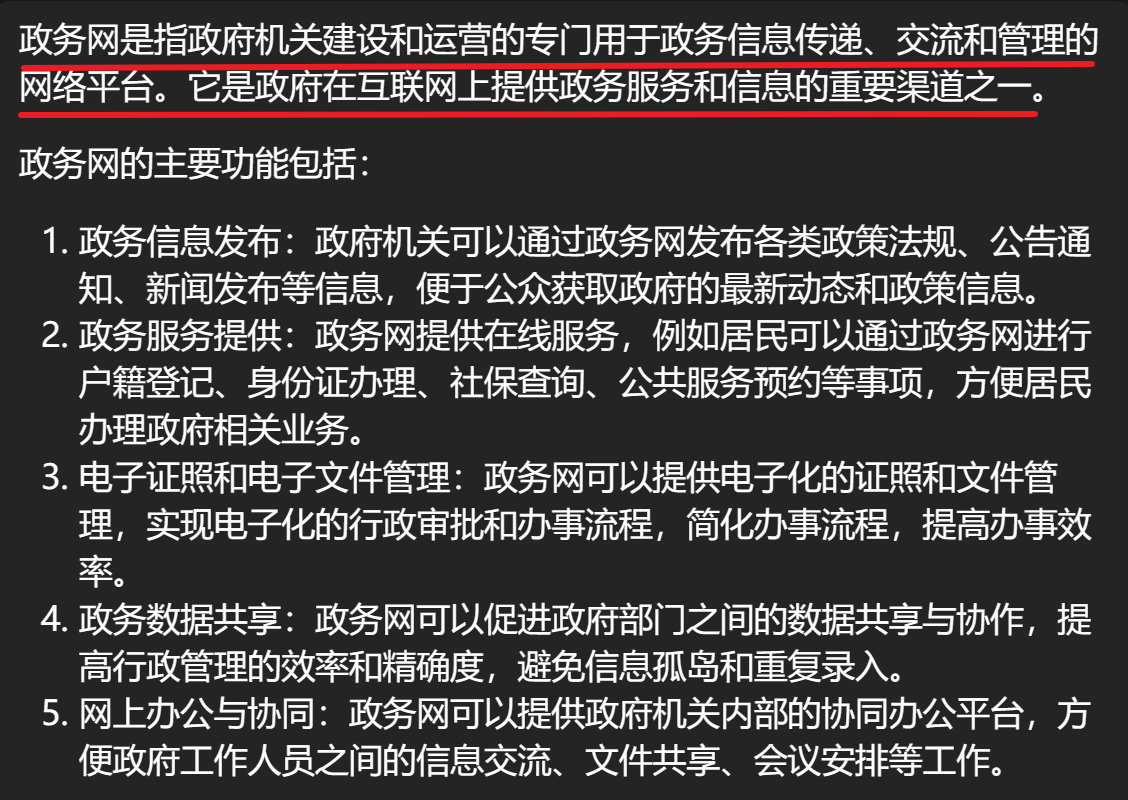 政务网是指政府机关建设和运营的专门用于政务信息传递、交流和管理的
网络平台。它是政府在互联网上提供政务服务和信息的重要渠道之一。
政务网的主要功能包括：
1. 政务信息发布：政府机关可以通过政务网发布各类政策法规、公告通
知、新闻发布等信息，便于公众获取政府的最新动态和政策信息。
2. 政务服务提供：政务网提供在线服务，例如居民可以通过政务网进行
户籍登记、身份证办理、社保查询、公共服务预约等事项，方便居民
办理政府相关业务。
3. 电子证照和电子文件管理：政务网可以提供电子化的证照和文件管
理，实现电子化的行政审批和办事流程，简化办事流程，提高办事效
率。
4. 政务数据共享：政务网可以促进政府部门之间的数据共享与协作，提
高行政管理的效率和精确度，避免信息孤岛和重复录入。
5. 网上办公与协同：政务网可以提供政府机关内部的协同办公平台，方
便政府工作人员之间的信息交流、文件共享、会议安排等工作。